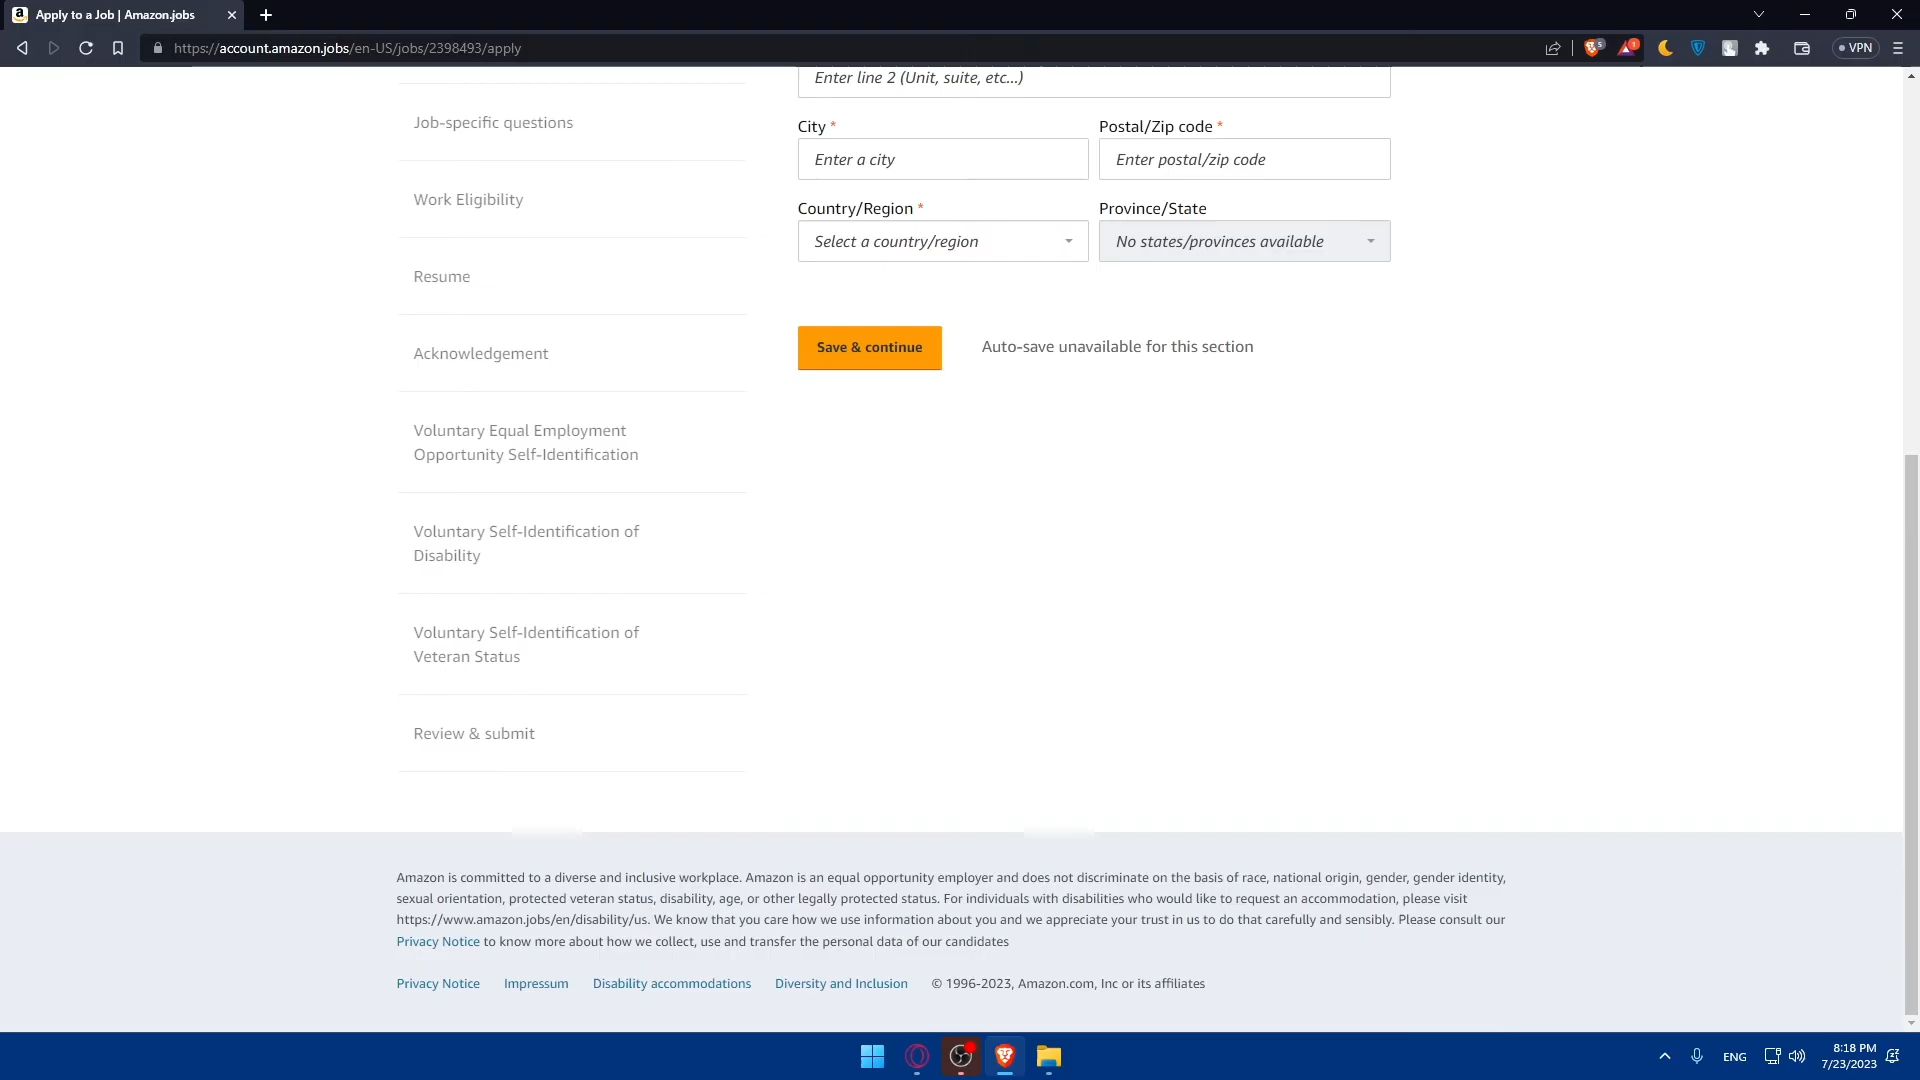 Apply to a Job | Amazon.jobs
https://account.amazon.jobs/en-US/jobs/2398493/apply
5
1
VPN
Enter line 2 (Unit, suite, etc...)
Job-specific questions
City *
Postal/Zip code *
Enter a city
Enter postal/zip code
Work Eligibility
Country/Region *
Province/State
Select a country/region
No states/provinces available
Resume
Save & continue
Auto-save unavailable for this section
Acknowledgement
Voluntary Equal Employment
Opportunity Self-Identification
Voluntary Self-Identification of
Disability
Voluntary Self-Identification of
Veteran Status
Review & submit
Amazon is committed to a diverse and inclusive workplace. Amazon is an equal opportunity employer and does not discriminate on the basis of race, national origin, gender, gender identity,
sexual orientation, protected veteran status, disability, age, or other legally protected status. For individuals with disabilities who would like to request an accommodation, please visit
https://www.amazon.jobs/en/disability/us. We know that you care how we use information about you and we appreciate your trust in us to do that carefully and sensibly. Please consult our
Privacy Notice to know more about how we collect, use and transfer the personal data of our candidates
Privacy Notice Impressum Disability accommodations Diversity and Inclusion © 1996-2023, Amazon.com, Inc or its affiliates
ENG
8:18 PM
7/23/2023